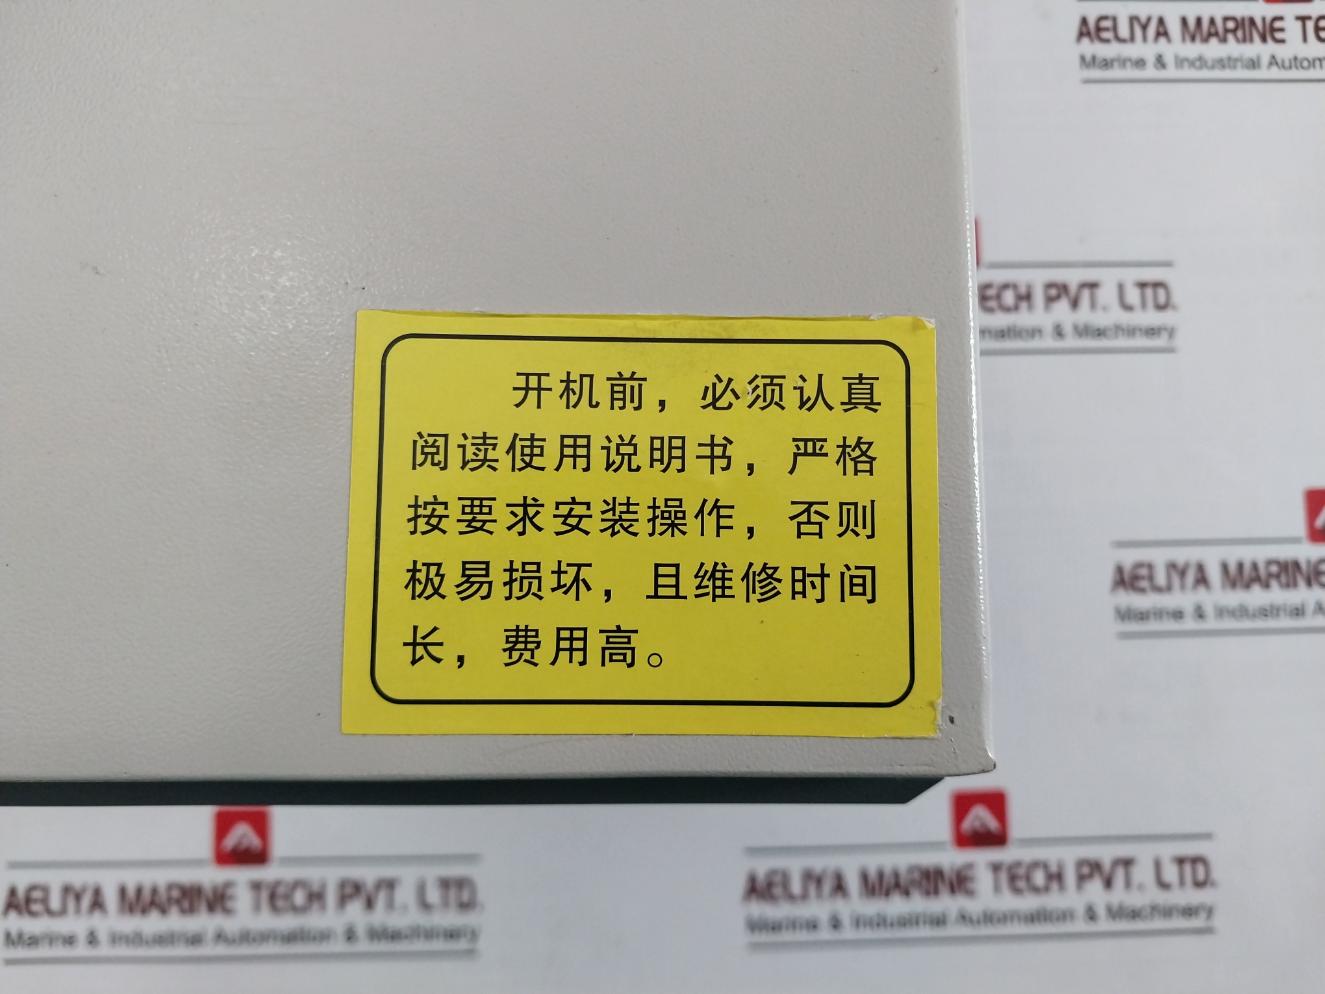 AELIYA MARINE TE
Marine & Industrial Autom
ECH PVT. LTD.
mation & Machinery
开机前，必须认真
阅读使用说明书，严格
按要求安装操作，否则
极易损坏，且维修时间
长，费用高。
AELIYA MARINE
Marine & Industrial A
AELIYA MARINE TECH PVT. LTD.
Marine & Industrial Automation & Machinery
AELIYA MARINE TECH PVT. LTD.
Marine & Industrial Automation & Machinery